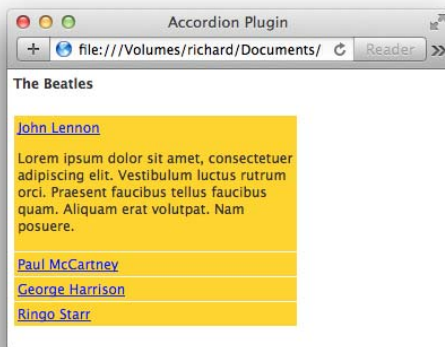 Accordion Plugin
+ file:///Volumes/richard/Documents/ Reader »
The Beatles
John Lennon
Lorem ipsum dolor sit amet, consectetuer
adipiscing elit. Vestibulum luctus rutrum
orci. Praesent faucibus tellus faucibus
quam. Aliquam erat volutpat. Nam
posuere.
Paul McCartney
George Harrison
Ringo Starr